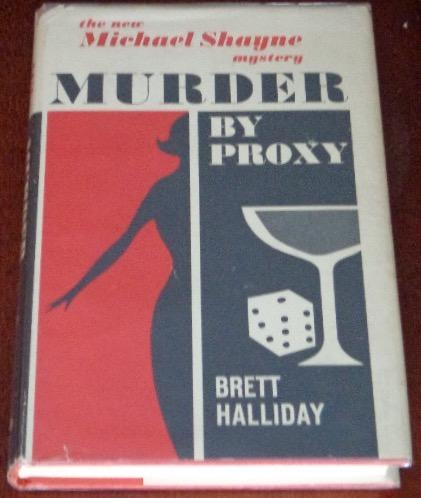 the new
Michael Shayne
mystery
MURDER
BY
PROXY
BRETT
HALLIDAY